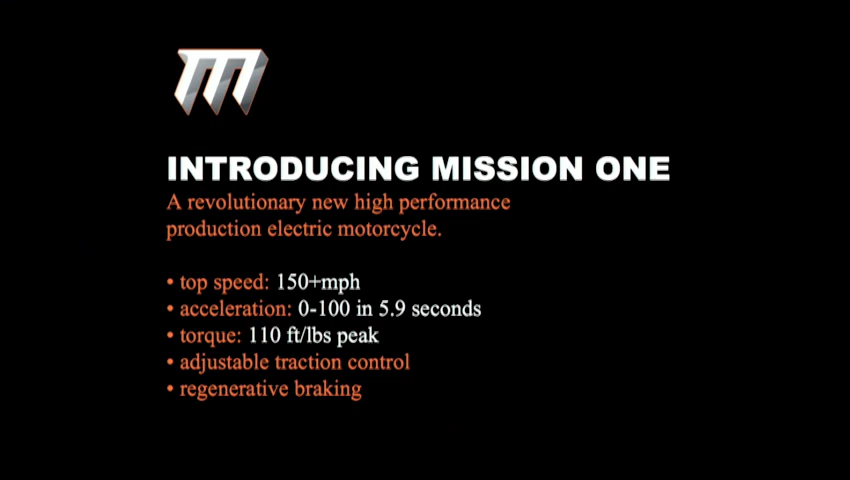 INTRODUCING MISSION ONE
A revolutionary new high performance
production electric motorcycle.
• top speed: 150+mph
• acceleration: 0-100 in 5.9 seconds
• torque: 110 ft/lbs peak
• adjustable traction control
• regenerative braking